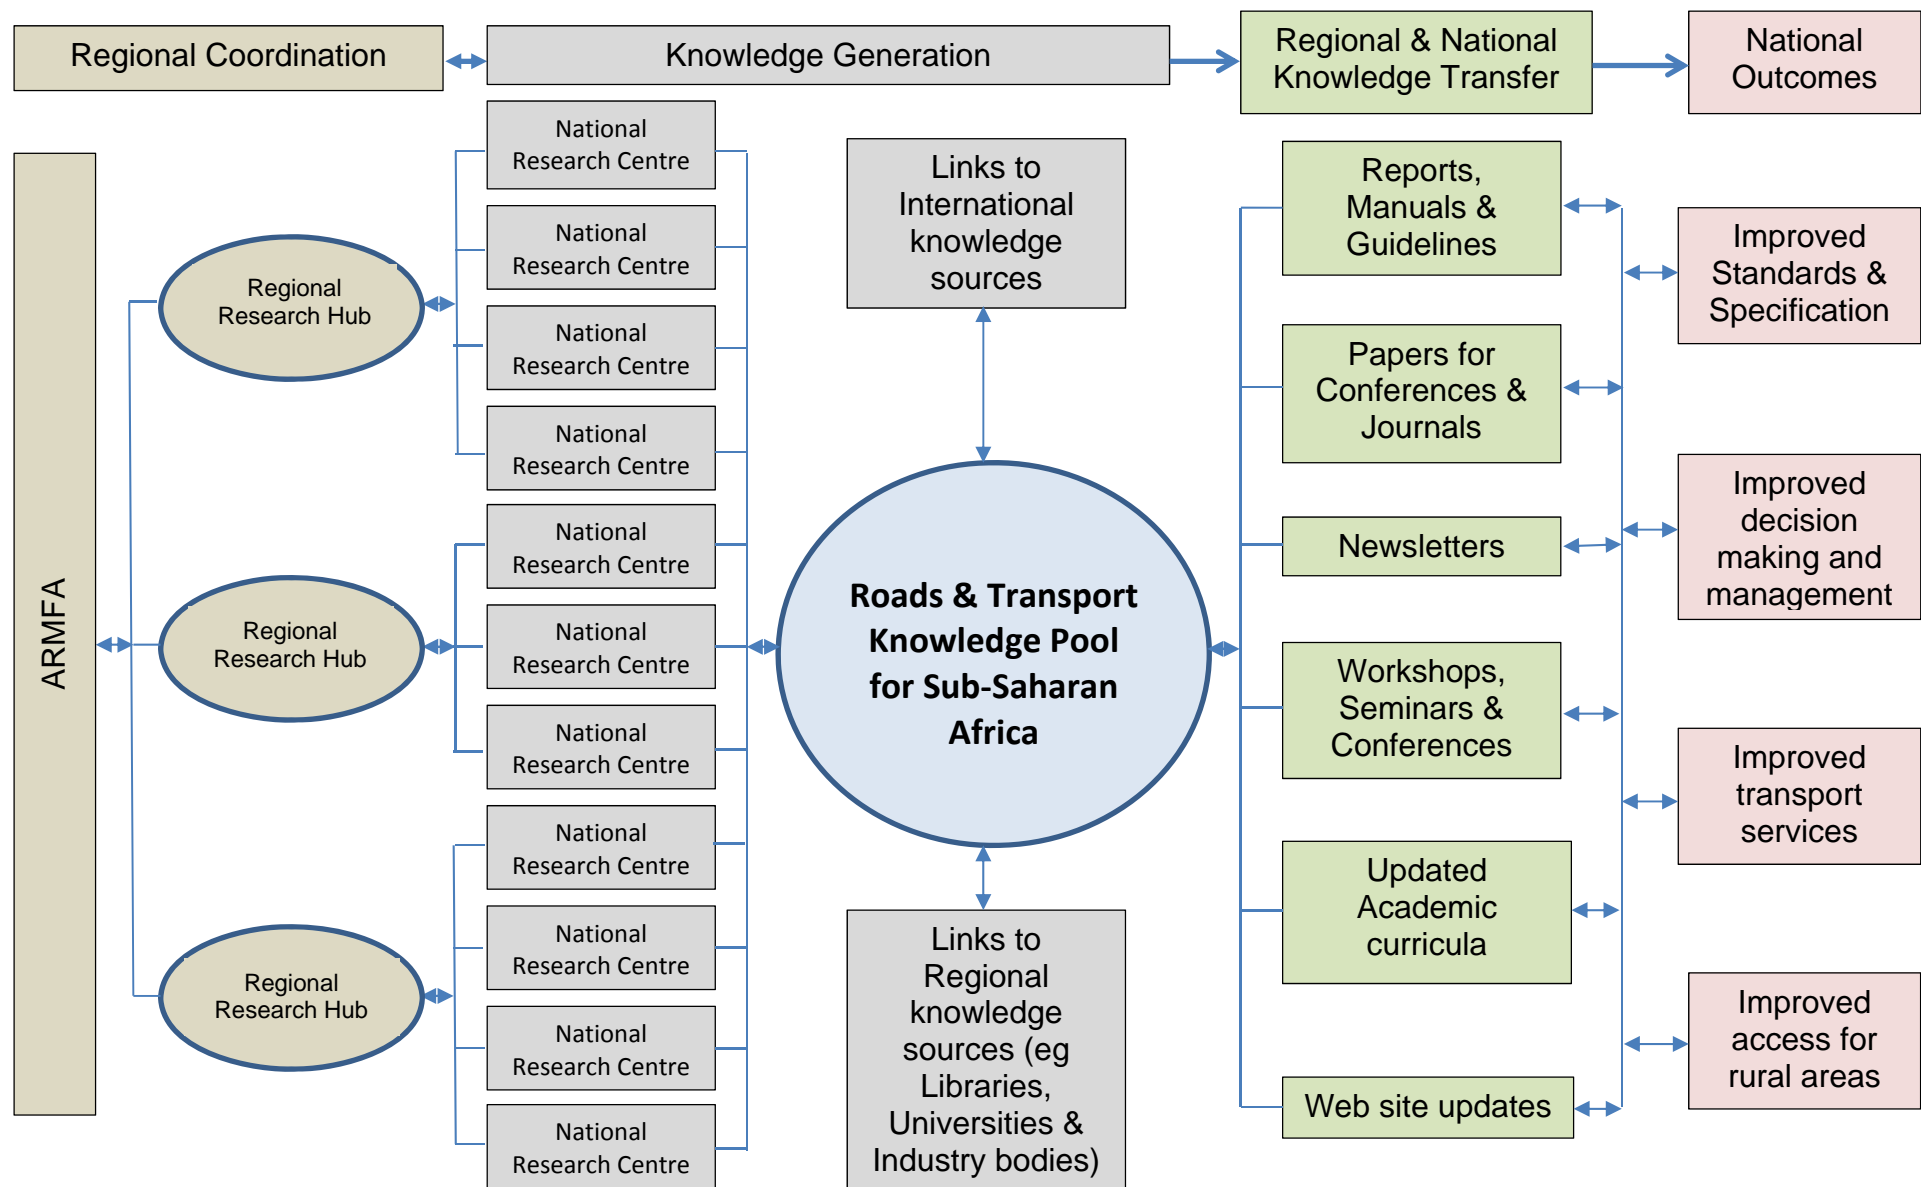 Regional Coordination
Knowledge Generation
Regional & National
Knowledge Transfer
National
Outcomes
ARMFA
Regional
Research Hub
Regional
Research Hub
Regional
Research Hub
National
Research Centre
National
Research Centre
National
Research Centre
National
Research Centre
National
Research Centre
National
Research Centre
National
Research Centre
National
Research Centre
National
Research Centre
National
Research Centre
National
Research Centre
Links to
International
knowledge
sources
Roads & Transport
Knowledge Pool
for Sub-Saharan
Africa
Links to
Regional
knowledge
sources (eg
Libraries,
Universities &
Industry bodies)
Reports,
Manuals &
Guidelines
Papers for
Conferences &
Journals
Newsletters
Workshops,
Seminars &
Conferences
Updated
Academic
curricula
Web site updates
Improved
Standards &
Specification
Improved
decision
making and
management
Improved
transport
services
Improved
access for
rural areas